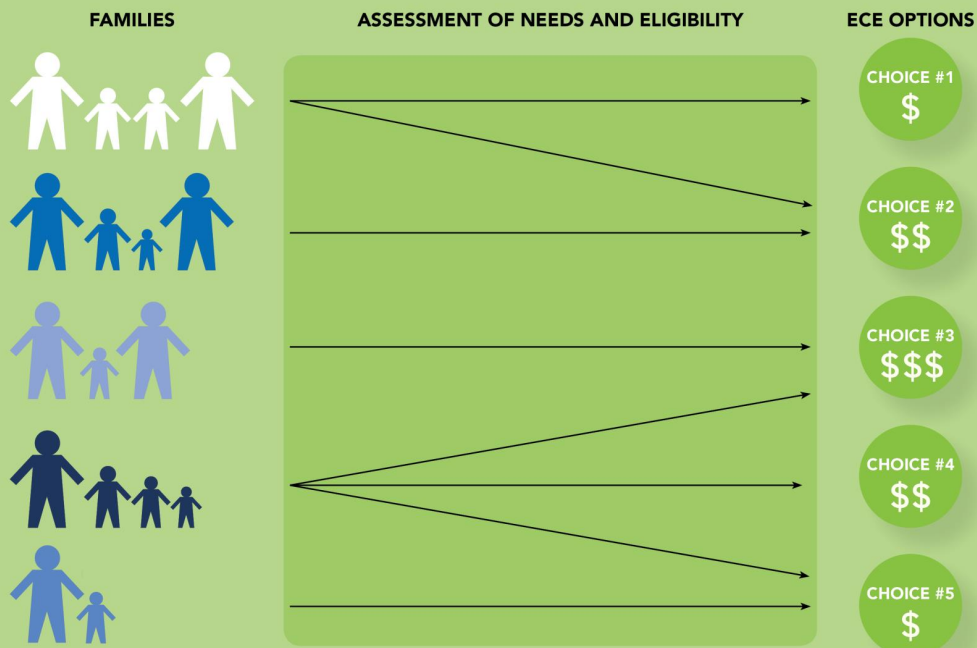 FAMILIES
ASSESSMENT OF NEEDS AND ELIGIBILITY
ECE OPTIONS
CHOICE #1
$
CHOICE #2
$$
CHOICE #3
$$$
CHOICE #4
$$
CHOICE #5
$